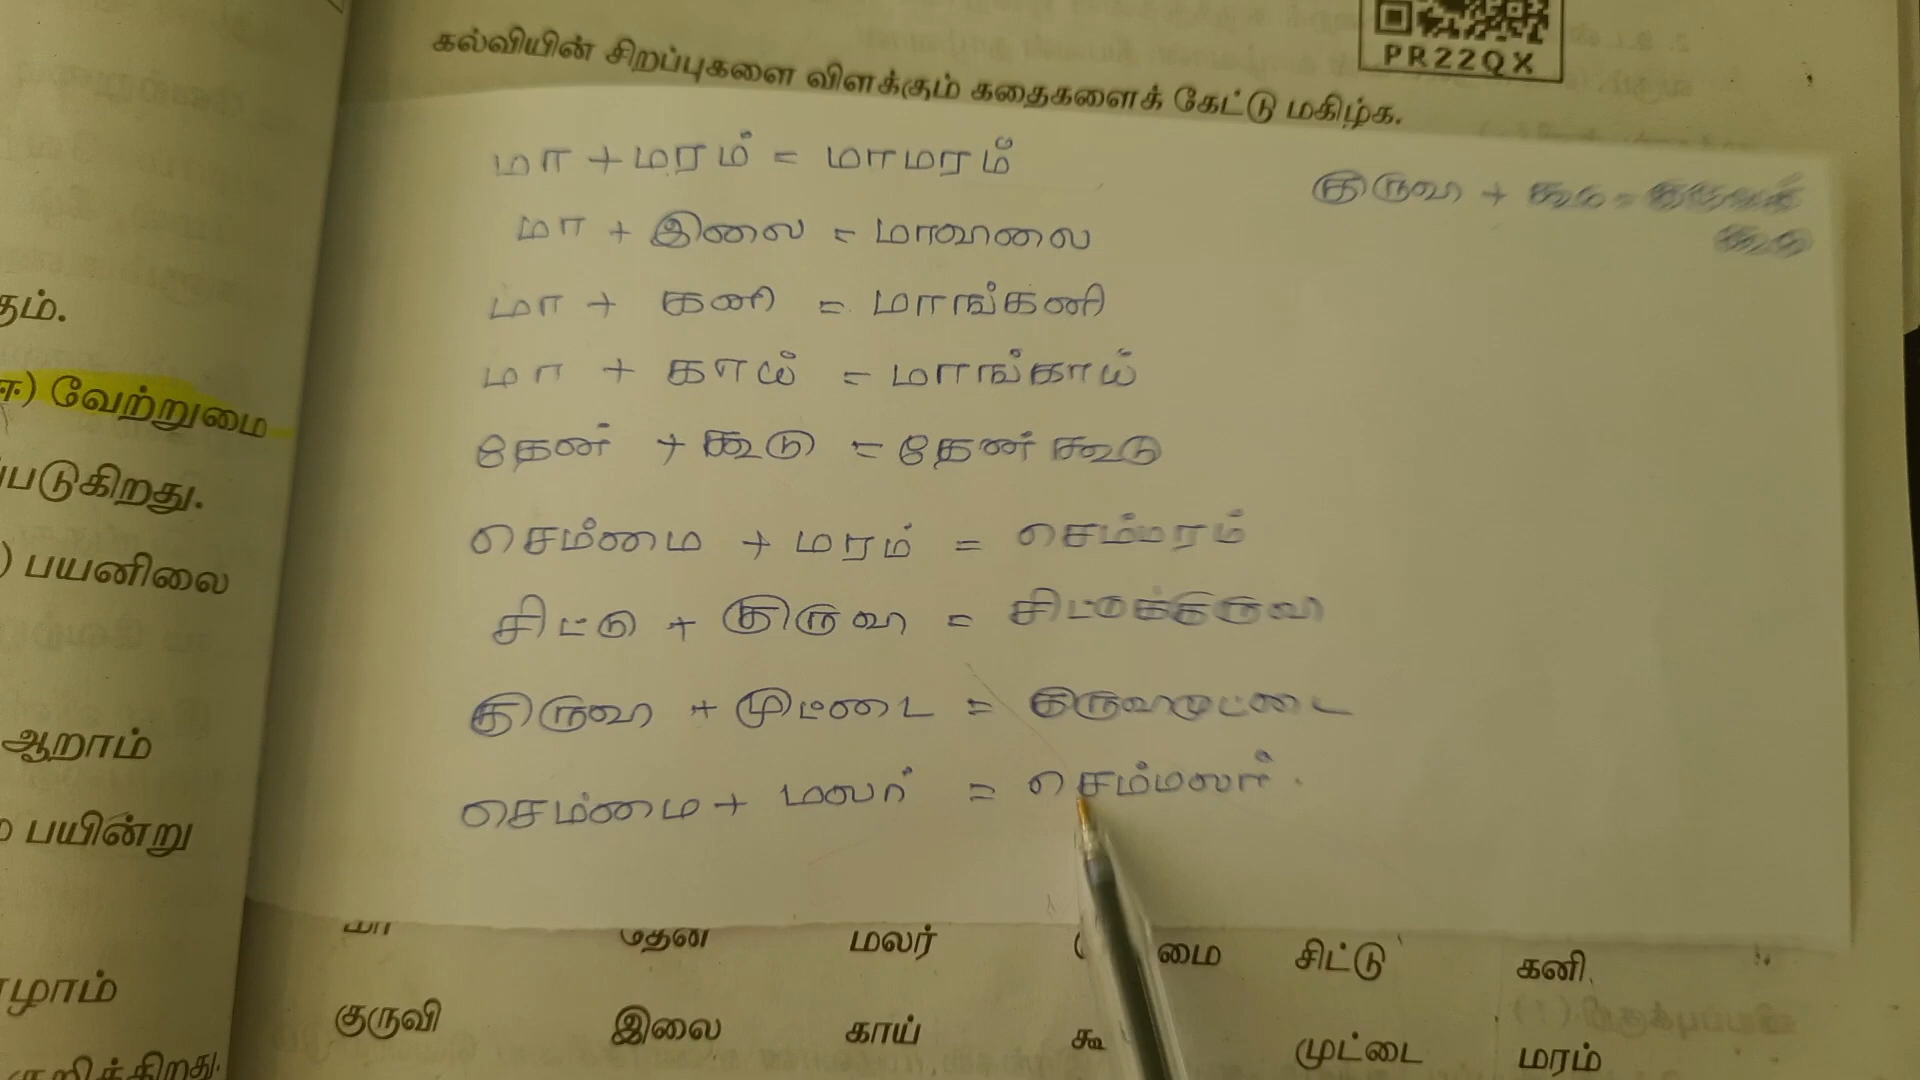 PR22QX
கல்வியின் சிறப்புகளை விளக்கும் கதைகளைக் கேட்டு மகிழ்க.
மா + மரம் = மாமரம்
குருவி +
மா + இலை = மாவிலை
மா + கனி = மாங்கனி
மா + காய் = மாங்காய்
தேன் + கூடு = தேன் கூடு
செம்மை + மரம் = செம்மரம்
சிட்டு + குருவி = சிட்டுக்குருவி
குருவி + முட்டை = குருவிமுட்டை
செம்மை + மலர் = செம்மலர்.
வேற்றுமை
படுகிறது.
பயனிலை
ஆறாம்
பயின்று
மலர் மை சிட்டு கனி
குருவி இலை காய் கூ முட்டை மரம்